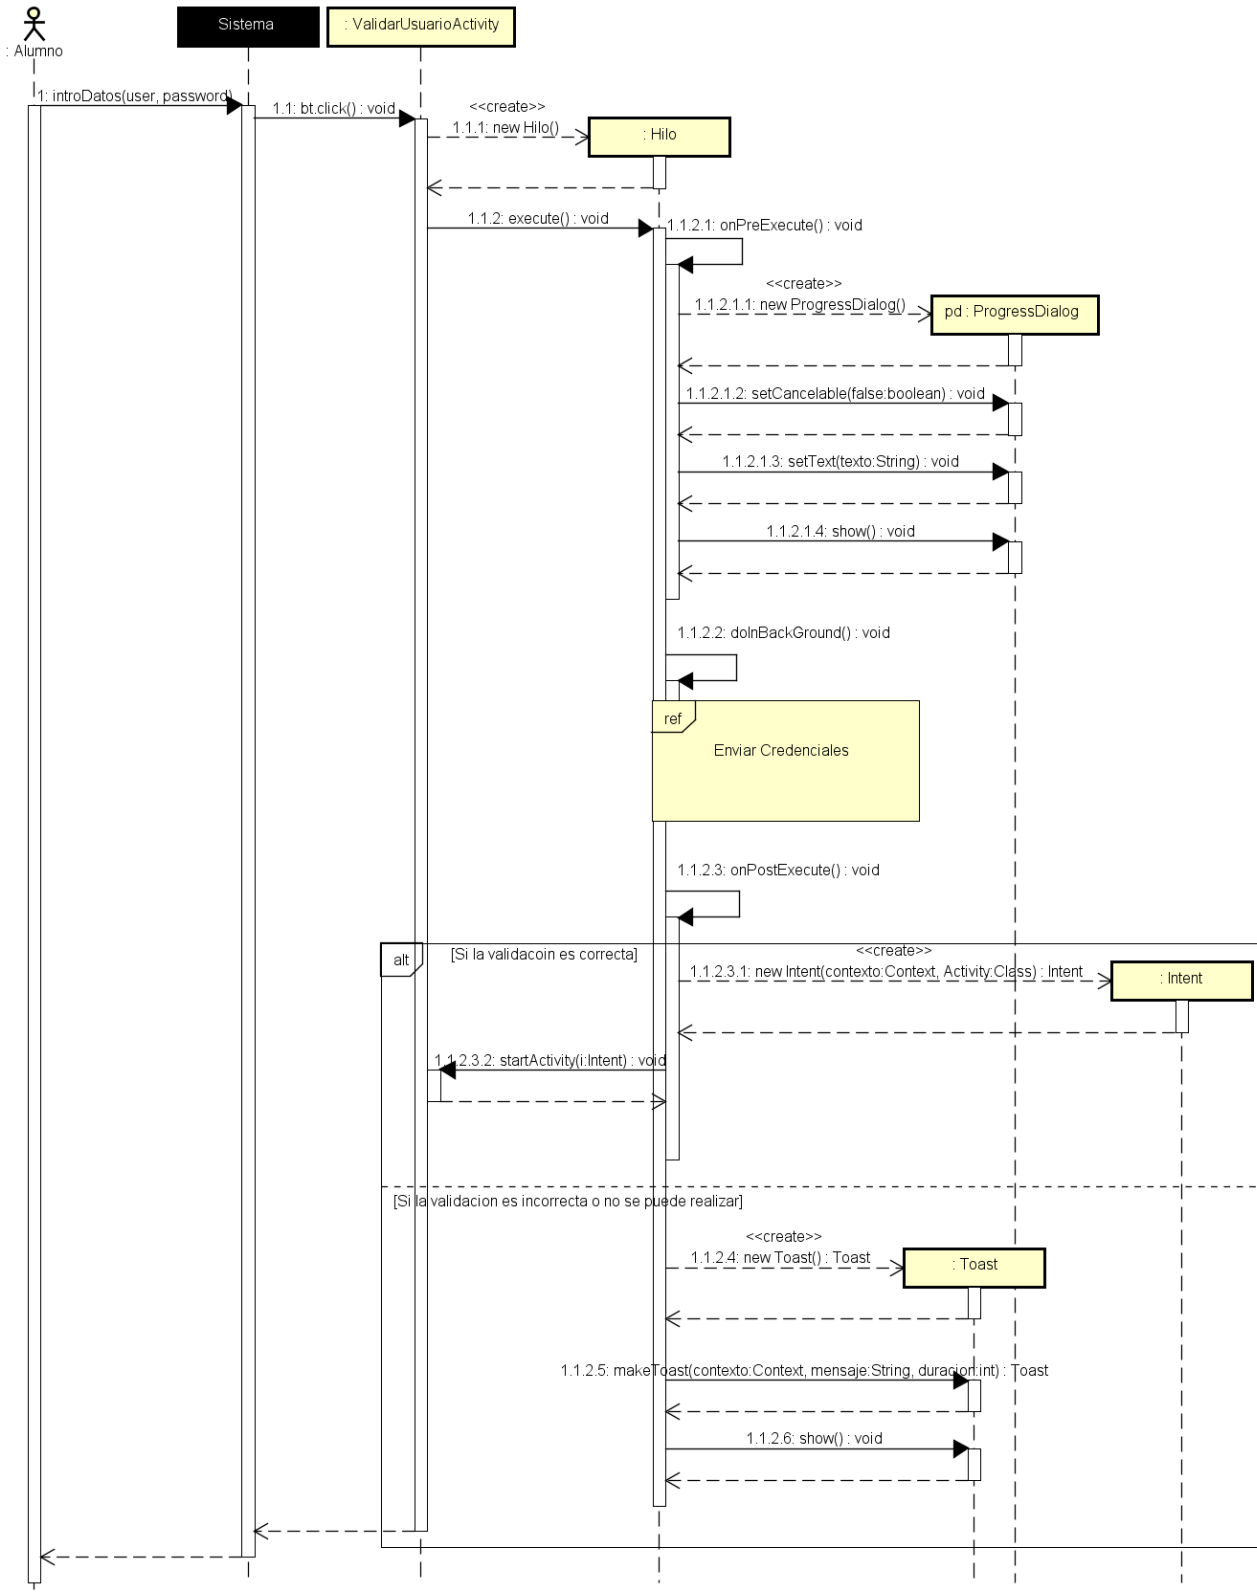 : Alumno
Sistema
: ValidarUsuarioActivity
1: introDatos(user, password)
1.1: bt.click() : void
<<create>>
1.1.1: new Hilo()
: Hilo
1.1.2: execute() : void
1.1.2.1: onPreExecute() : void
<<create>>
1.1.2.1.1: new ProgressDialog()
pd : ProgressDialog
1.1.2.1.2: setCancelable(false:boolean) : void
1.1.2.1.3: setText(texto:String) : void
1.1.2.1.4: show() : void
1.1.2.2: doInBackGround() : void
ref
Enviar Credenciales
1.1.2.3: onPostExecute() : void
alt
[Si la validacoin es correcta]
<<create>>
1.1.2.3.1: new Intent(contexto:Context, Activity:Class) : Intent
: Intent
1.1.2.3.2: startActivity(i:Intent) : void
[Si la validacion es incorrecta o no se puede realizar]
<<create>>
1.1.2.4: new Toast() : Toast
: Toast
1.1.2.5: makeToast(contexto:Context, mensaje:String, duracion:int) : Toast
1.1.2.6: show() : void